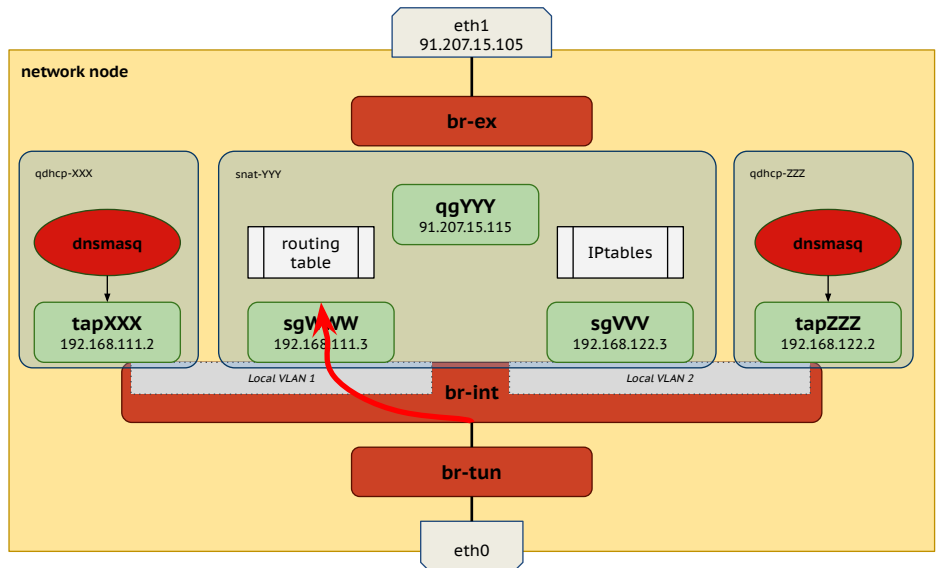 eth1
91.207.15.105
network node
br-ex
qdhcp-XXX
snat-YYY
qdhcp-ZZZ
qgYYY
91.207.15.115
dnsmasq
routing
table
IPtables
dnsmasq
tapXXX
192.168.111.2
sgWWW
192.168.111.3
sgVVV
192.168.122.3
tapZZZ
192.168.122.2
Local VLAN 1
Local VLAN 2
br-int
br-tun
eth0